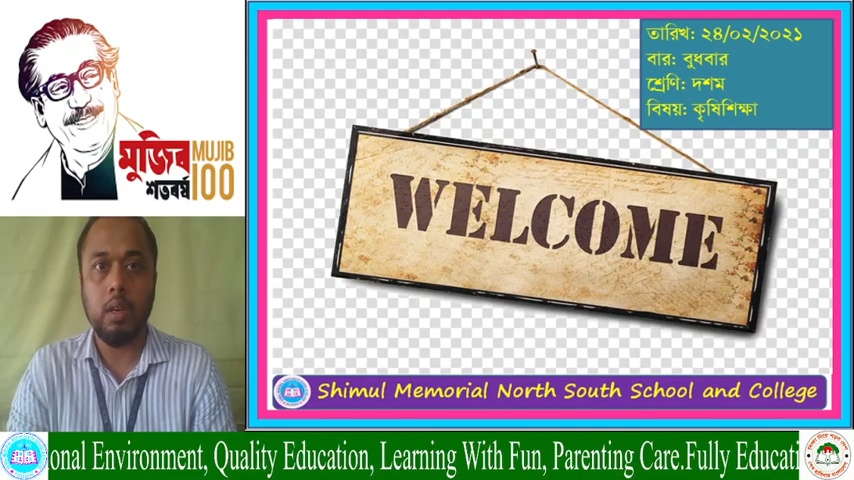 মুজিব
শতবর্ষ
MUJIB
100
তারিখ: ২৪/০২/২০২১
বার: বুধবার
শ্রেণি: দশম
বিষয়: কৃষিশিক্ষা
WELCOME
Shimul Memorial North South School and College
onal Environment, Quality Education, Learning With Fun, Parenting Care.Fully Educati